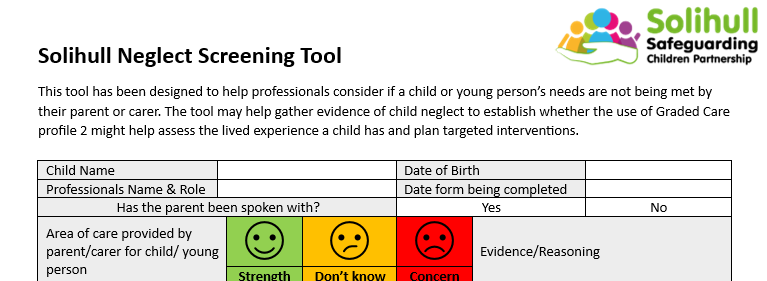 Solihull
Safeguarding
Children Partnership
Solihull Neglect Screening Tool
This tool has been designed to help professionals consider if a child or young person's needs are not being met by
their parent or carer. The tool may help gather evidence of child neglect to establish whether the use of Graded Care
profile 2 might help assess the lived experience a child has and plan targeted interventions.
Child Name Date of Birth
Professionals Name & Role Date form being completed
Has the parent been spoken with? Yes No
Area of care provided by
parent/carer for child/ young
person
Evidence/Reasoning
Strength Don't know Concern